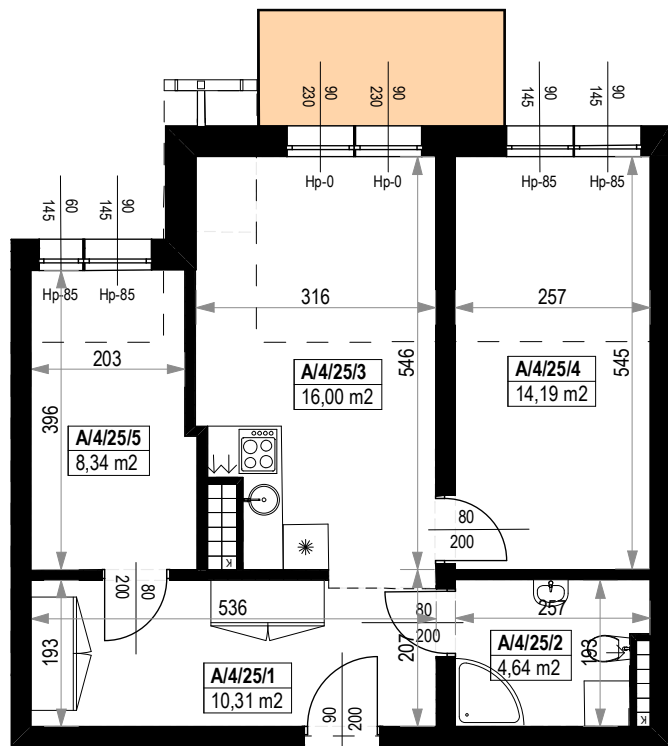 230
90
230
90
145
90
145
90
Hp-0
Hp-0
Hp-85
Hp-85
145
60
145
90
Hp-85
Hp-85
316
257
203
546
545
396
A/4/25/3
16,00 m2
A/4/25/4
14,19 m2
A/4/25/5
8,34 m2
K
80
200
80
200
536
80
200
257
193
207
193
A/4/25/2
4,64 m2
A/4/25/1
10,31 m2
90
200
K